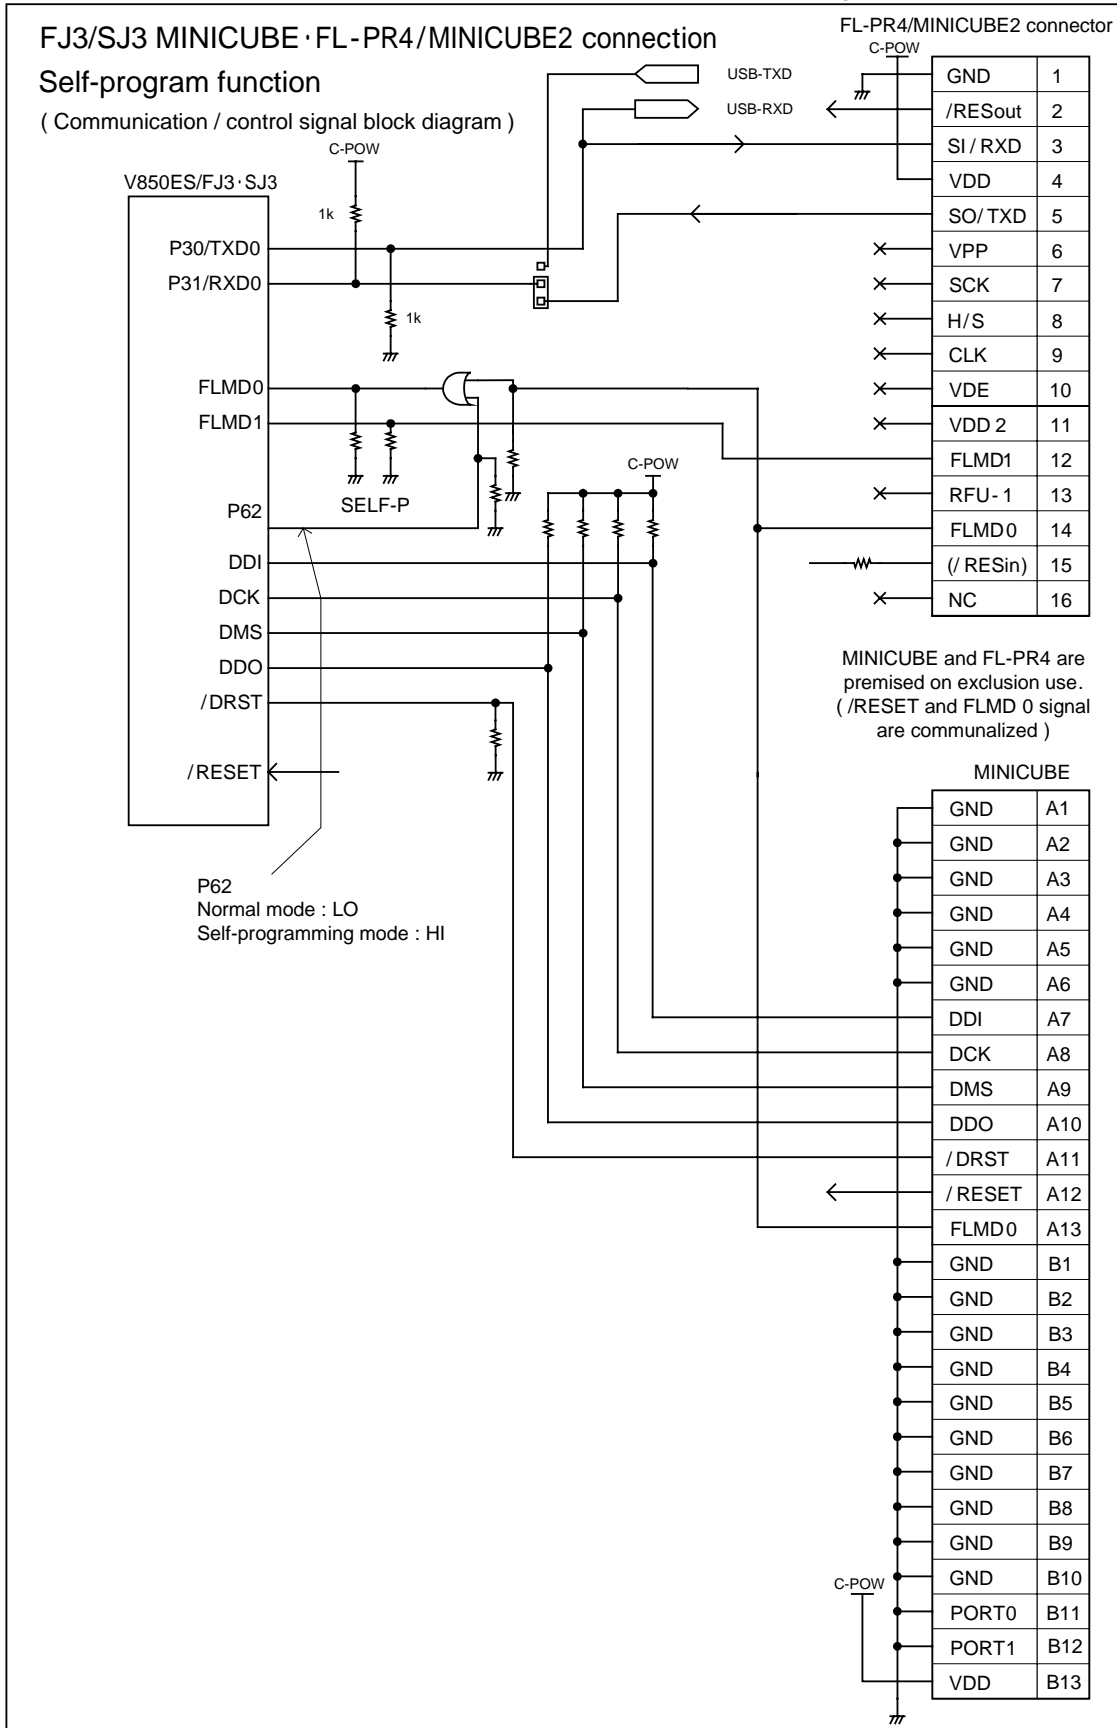 FJ3/SJ3 MINICUBE・FL-PR4/MINICUBE2 connection
Self-program function
( Communication / control signal block diagram )
FL-PR4/MINICUBE2 connector
C-POW
USB-TXD
USB-RXD
GND 1
/RESout 2
SI/RXD 3
VDD 4
SO/TXD 5
VPP 6
SCK 7
H/S 8
CLK 9
VDE 10
VDD 2 11
FLMD1 12
RFU-1 13
FLMD0 14
(/RESin) 15
NC 16
C-POW
V850ES/FJ3・SJ3
1k
P30/TXD0
P31/RXD0
1k
FLMD0
FLMD1
C-POW
SELF-P
P62
DDI
DCK
DMS
DDO
/DRST
/RESET
P62
Normal mode : LO
Self-programming mode : HI
MINICUBE and FL-PR4 are
premised on exclusion use.
( /RESET and FLMD 0 signal
are communalized )
MINICUBE
GND A1
GND A2
GND A3
GND A4
GND A5
GND A6
DDI A7
DCK A8
DMS A9
DDO A10
/DRST A11
/RESET A12
FLMD0 A13
GND B1
GND B2
GND B3
GND B4
GND B5
GND B6
GND B7
GND B8
GND B9
GND B10
C-POW
PORT0 B11
PORT1 B12
VDD B13